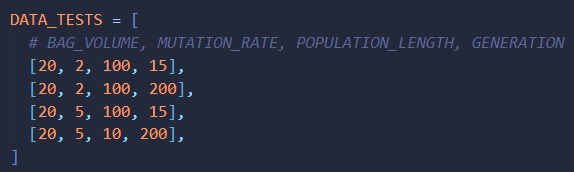 DATA_TESTS = [
# BAG_VOLUME, MUTATION_RATE, POPULATION_LENGTH, GENERATION
[20, 2, 100, 15],
[20, 2, 100, 200],
[20, 5, 100, 15],
[20, 5, 10, 200],
]